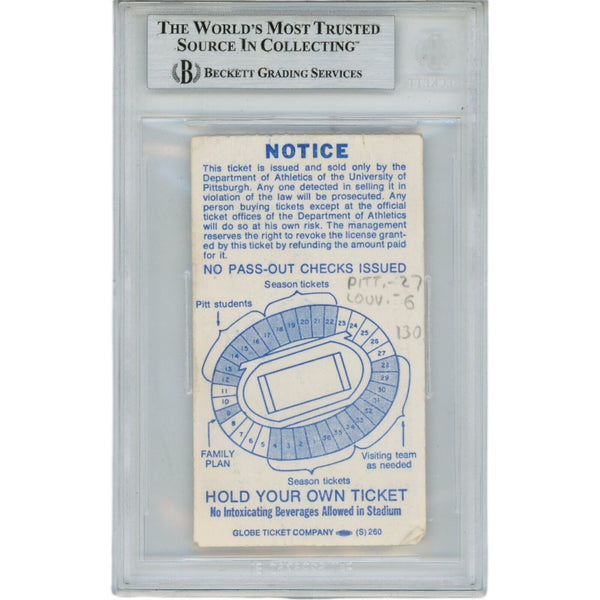 THE WORLD'S MOST TRUSTED
SOURCE IN COLLECTING™
B BECKETT GRADING SERVICES
NOTICE
This ticket is issued and sold only by the
Department of Athletics of the University of
Pittsburgh. Any one detected in selling it in
violation of the law will be prosecuted. Any
person buying tickets except at the official
ticket offices of the Department of Athletics
will do so at his own risk. The management
reserves the right to revoke the license grant-
ed by this ticket by refunding the amount paid
for it.
NO PASS-OUT CHECKS ISSUED
PITT.-27
LOUV.-6
130
Season tickets
Pitt students
FAMILY
PLAN
Visiting team
as needed
Season tickets
HOLD YOUR OWN TICKET
No Intoxicating Beverages Allowed in Stadium
GLOBE TICKET COMPANY (S) 260